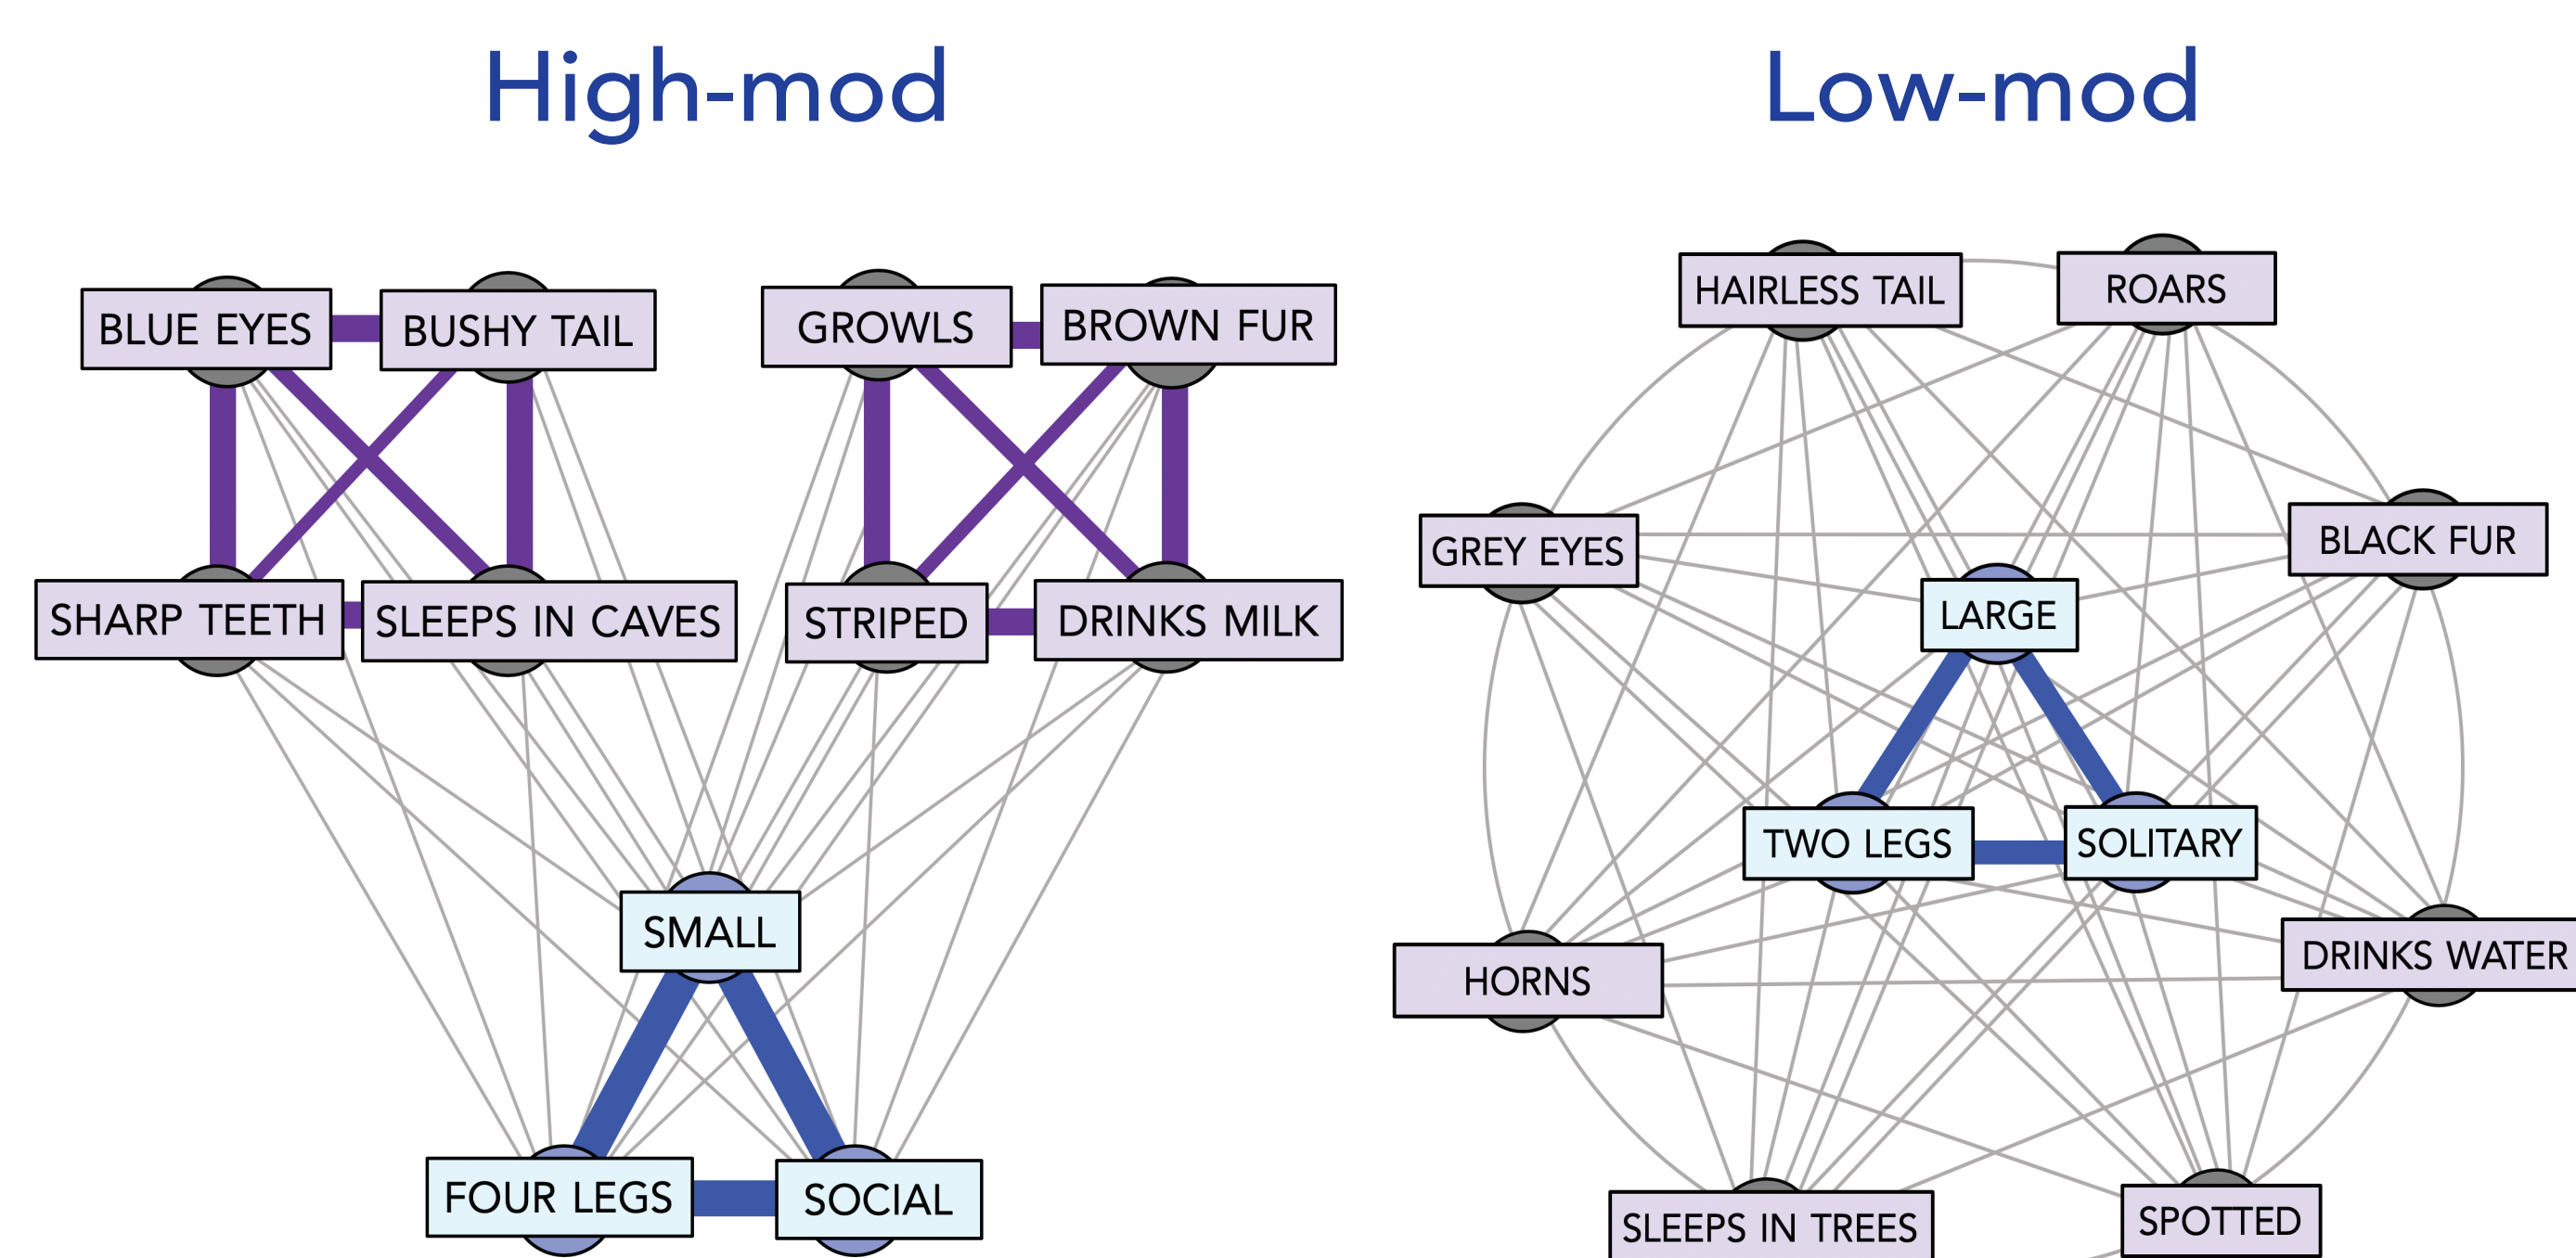 High-mod
Low-mod
BLUE EYES
BUSHY TAIL
GROWLS
BROWN FUR
SHARP TEETH
SLEEPS IN CAVES
STRIPED
DRINKS MILK
SMALL
FOUR LEGS
SOCIAL
HAIRLESS TAIL
ROARS
GREY EYES
BLACK FUR
LARGE
TWO LEGS
SOLITARY
HORNS
DRINKS WATER
SLEEPS IN TREES
SPOTTED